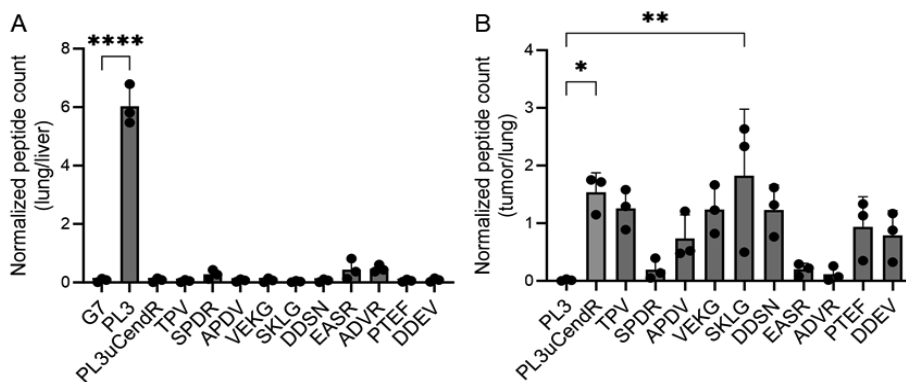 A
****
Normalized peptide count
(lung/liver)
8
6
4
2
0
G7
PL3
PL3uCendR
TPV
SPDR
APDV
VEKG
SKLG
DDSN
EASR
ADVR
PTEF
DDEV
B
**
*
Normalized peptide count
(tumor/lung)
4
3
2
1
0
PL3
PL3uCendR
TPV
SPDR
APDV
VEKG
SKLG
DDSN
EASR
ADVR
PTEF
DDEV